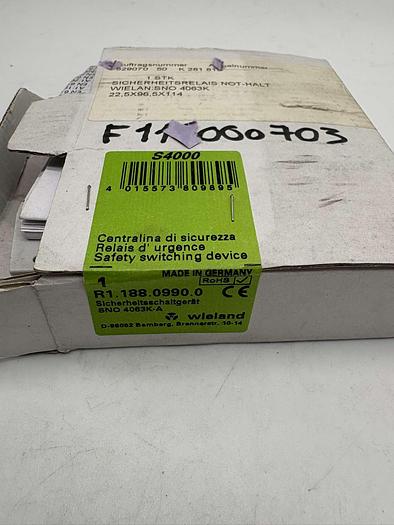 1 STK
SICHERHEITSRELAIS NOT-HALT
WIELAN:SNO 4063K
22,5X96,5X114
S4000
4 015573 809895
Centralina di sicurezza
Relais d' urgence
Safety switching device
MADE IN GERMANY
1
RoHS
R1.188.0990.0
CE
Sicherheitsschaltgerät
SNO 4063K-A
wieland
D-96052 Bamberg, Brennerstr. 10-14